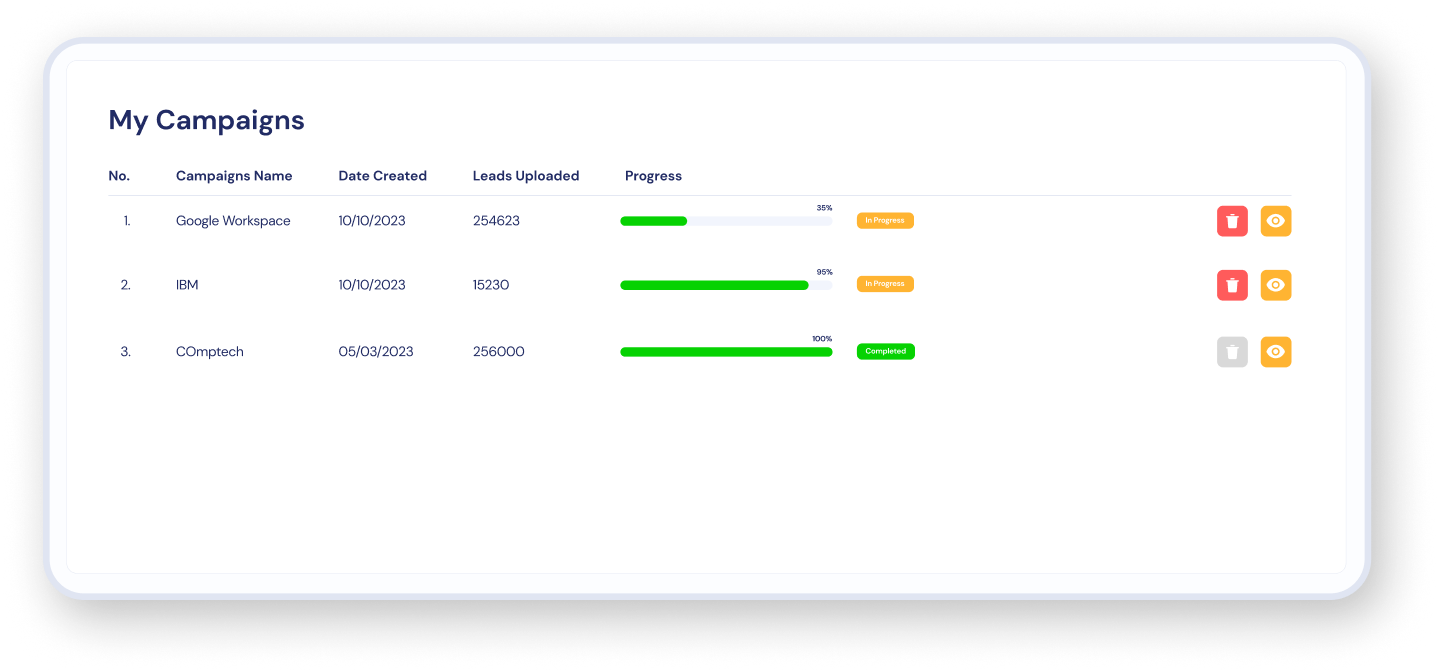 My Campaigns
No. Campaigns Name Date Created Leads Uploaded Progress
1. Google Workspace 10/10/2023 254623 35% In Progress
2. IBM 10/10/2023 15230 95% In Progress
3. COmptech 05/03/2023 256000 100% Completed